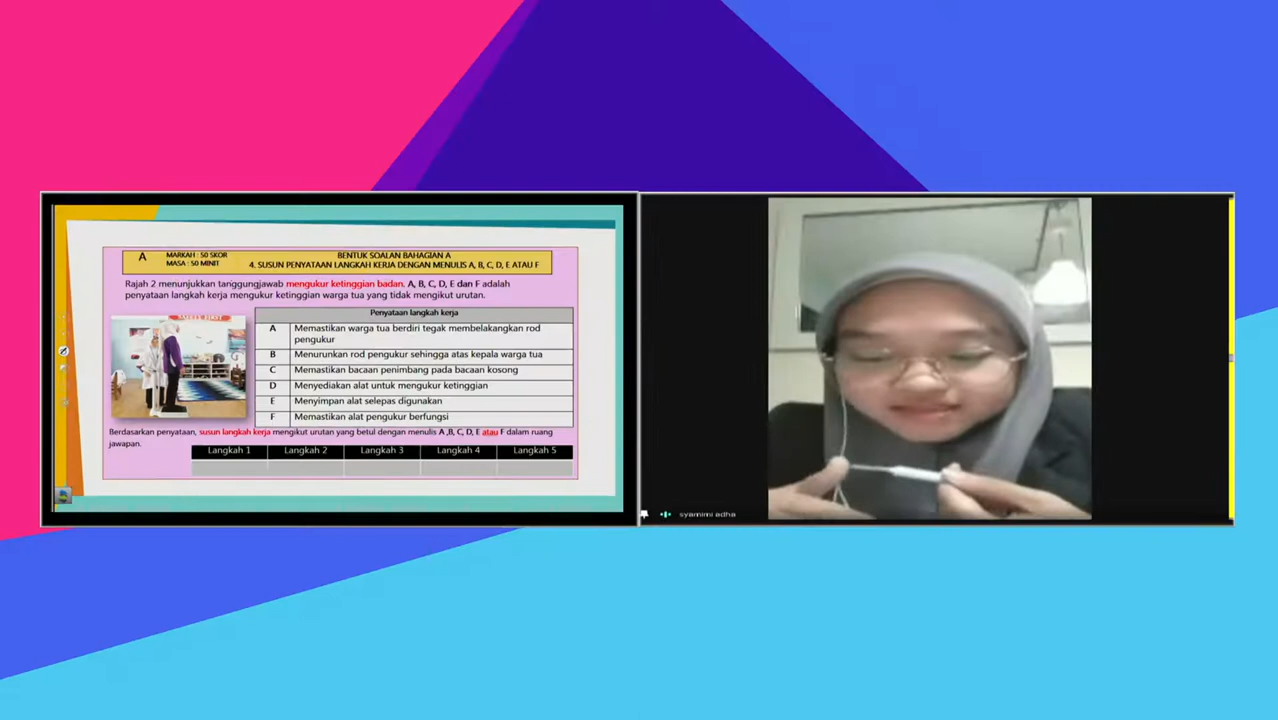 A
MARKAH : 50 SKOR
MASA : 50 MINIT
BENTUK SOALAN BAHAGIAN A
4. SUSUN PENYATAAN LANGKAH KERJA DENGAN MENULIS A, B, C, D, E ATAU F
Rajah 2 menunjukkan tanggungjawab mengukur ketinggian badan. A, B, C, D, E dan F adalah
penyataan langkah kerja mengukur ketinggian warga tua yang tidak mengikut urutan.
Penyataan langkah kerja
A Memastikan warga tua berdiri tegak membelakangkan rod
pengukur
B Menurunkan rod pengukur sehingga atas kepala warga tua
C Memastikan bacaan penimbang pada bacaan kosong
D Menyediakan alat untuk mengukur ketinggian
E Menyimpan alat selepas digunakan
F Memastikan alat pengukur berfungsi
Berdasarkan penyataan, susun langkah kerja mengikut urutan yang betul dengan menulis A ,B, C, D, E atau F dalam ruang
jawapan.
Langkah 1 Langkah 2 Langkah 3 Langkah 4 Langkah 5
syamimi adha